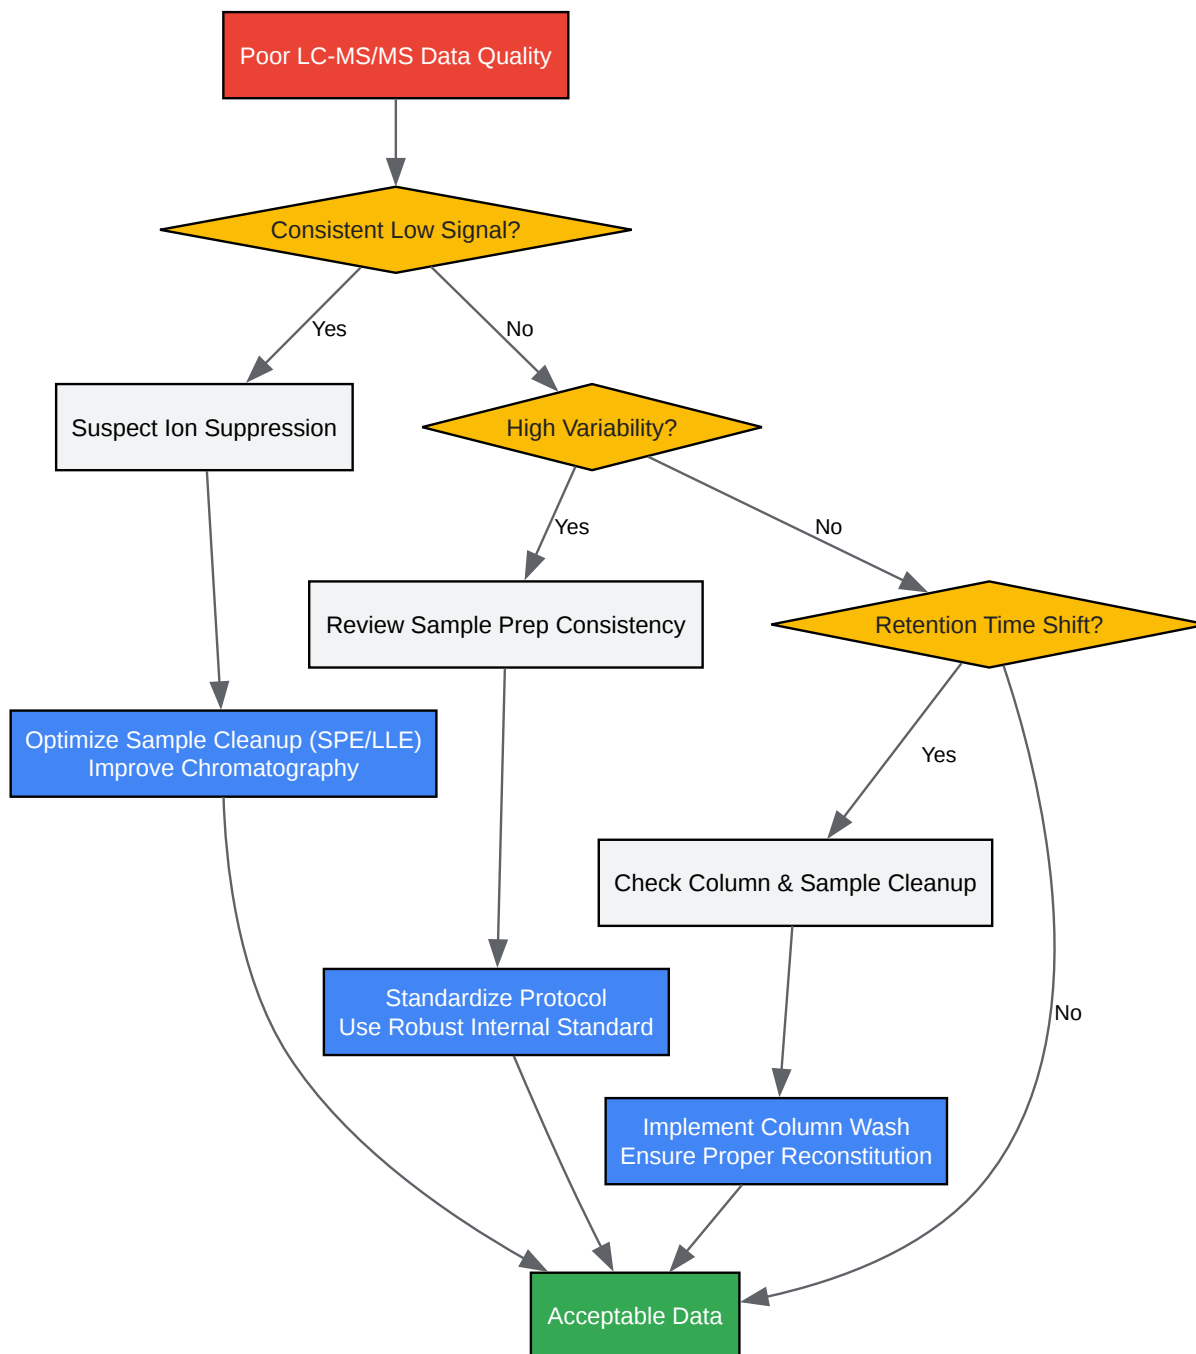 Poor LC-MS/MS Data Quality
Consistent Low Signal?
Yes
No
Suspect Ion Suppression
High Variability?
Yes
No
Review Sample Prep Consistency
Retention Time Shift?
Optimize Sample Cleanup (SPE/LLE)
Improve Chromatography
Yes
Check Column & Sample Cleanup
Standardize Protocol
Use Robust Internal Standard
No
Implement Column Wash
Ensure Proper Reconstitution
Acceptable Data